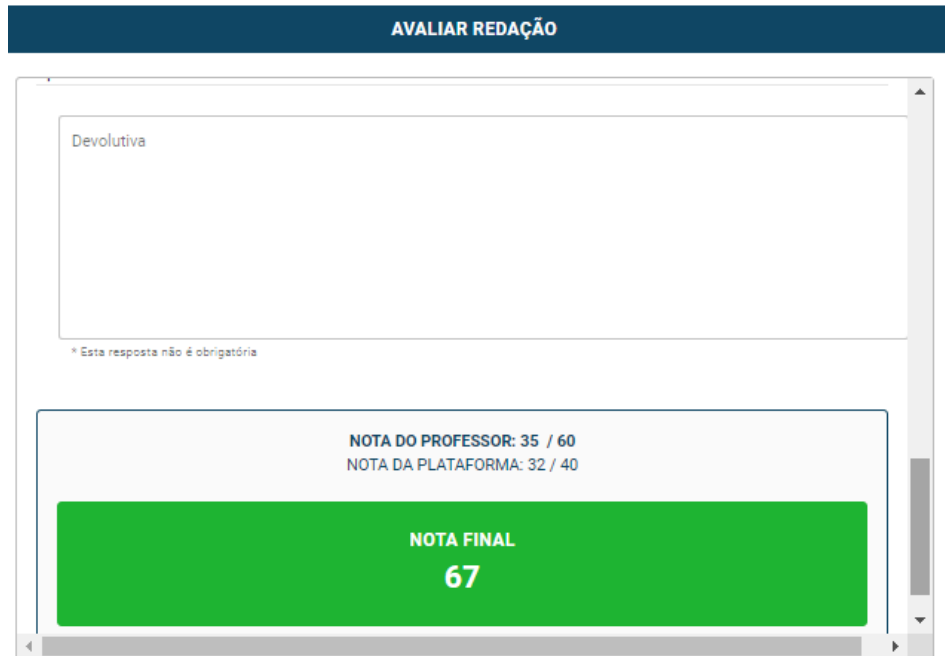 AVALIAR REDAÇÃO
Devolutiva
* Esta resposta não é obrigatória
NOTA DO PROFESSOR: 35 / 60
NOTA DA PLATAFORMA: 32 / 40
NOTA FINAL
67